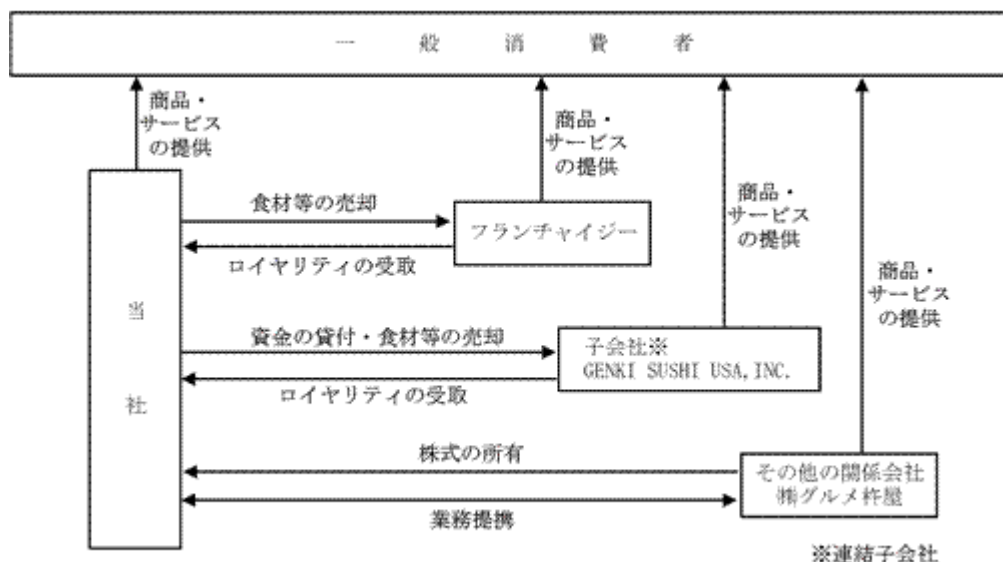 一般消費者
商品・
サービス
の提供
商品・
サービス
の提供
商品・
サービス
の提供
商品・
サービス
の提供
食材等の売却
フランチャイジー
ロイヤリティの受取
当社
資金の貸付・食材等の売却
子会社※
GENKI SUSHI USA,INC.
ロイヤリティの受取
株式の所有
その他の関係会社
㈱グルメ杵屋
業務提携
※連結子会社